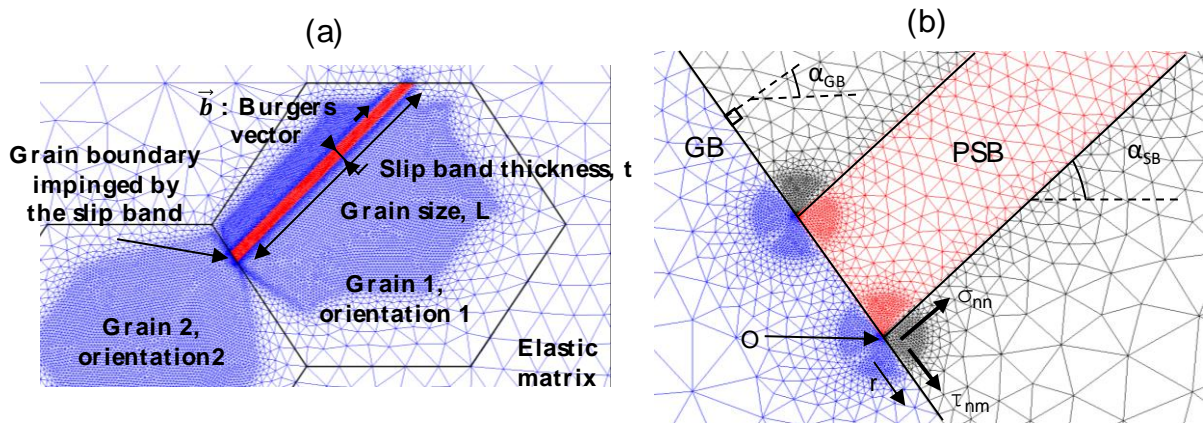 (a)
b⃗ : Burgers
vector
Grain boundary
impinged by
the slip band
Slip band thickness, t
Grain size, L
Grain 1,
orientation 1
Grain 2,
orientation2
Elastic
matrix
(b)
α_GB
GB
PSB
α_SB
σ_nn
O
r
τ_nm